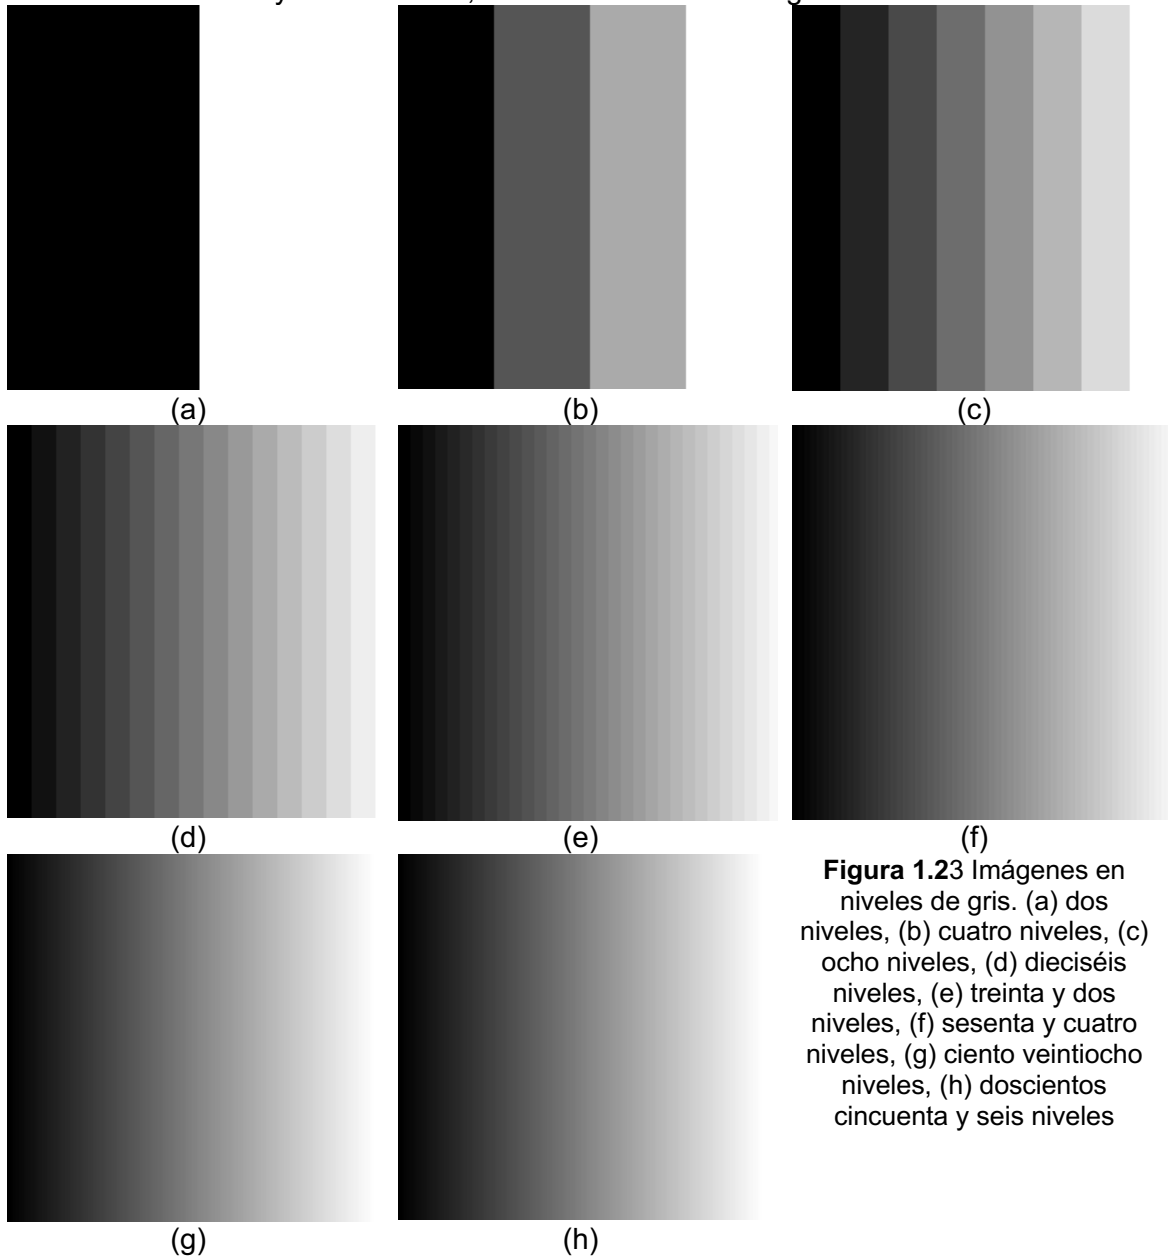 (a)
(b)
(c)
(d)
(e)
(f)
Figura 1.23 Imágenes en
niveles de gris. (a) dos
niveles, (b) cuatro niveles, (c)
ocho niveles, (d) dieciséis
niveles, (e) treinta y dos
niveles, (f) sesenta y cuatro
niveles, (g) ciento veintiocho
niveles, (h) doscientos
cincuenta y seis niveles
(g)
(h)